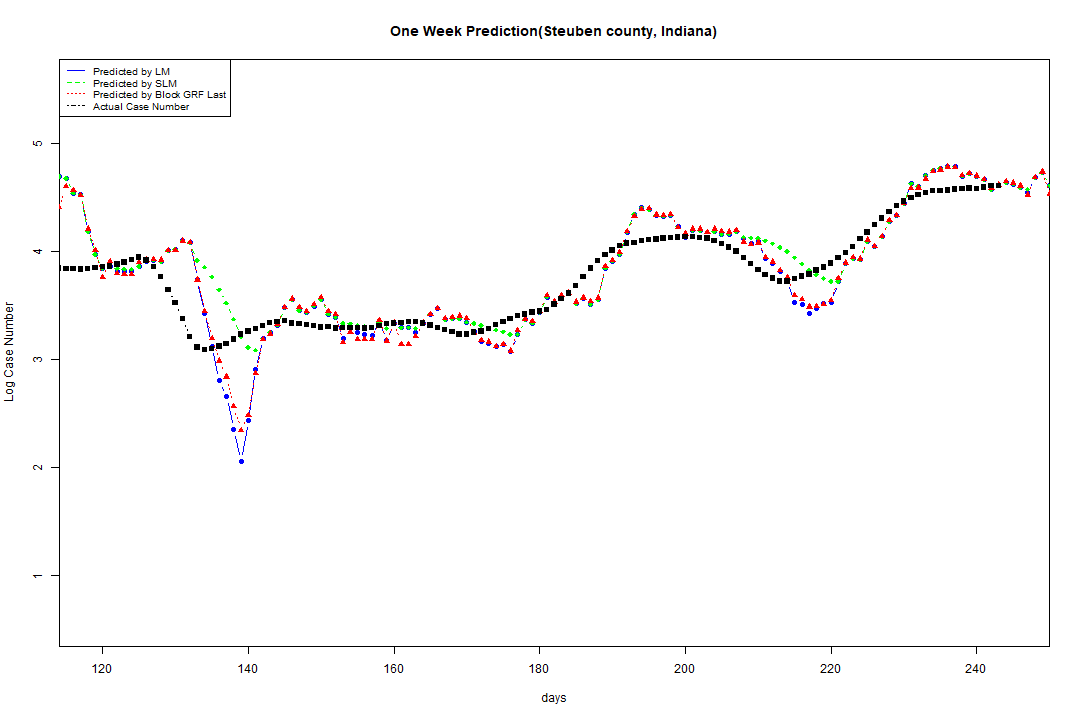 One Week Prediction(Steuben county, Indiana)
Predicted by LM
Predicted by SLM
Predicted by Block GRF Last
Actual Case Number
Log Case Number
5
4
3
2
1
120 140 160 180 200 220 240
days